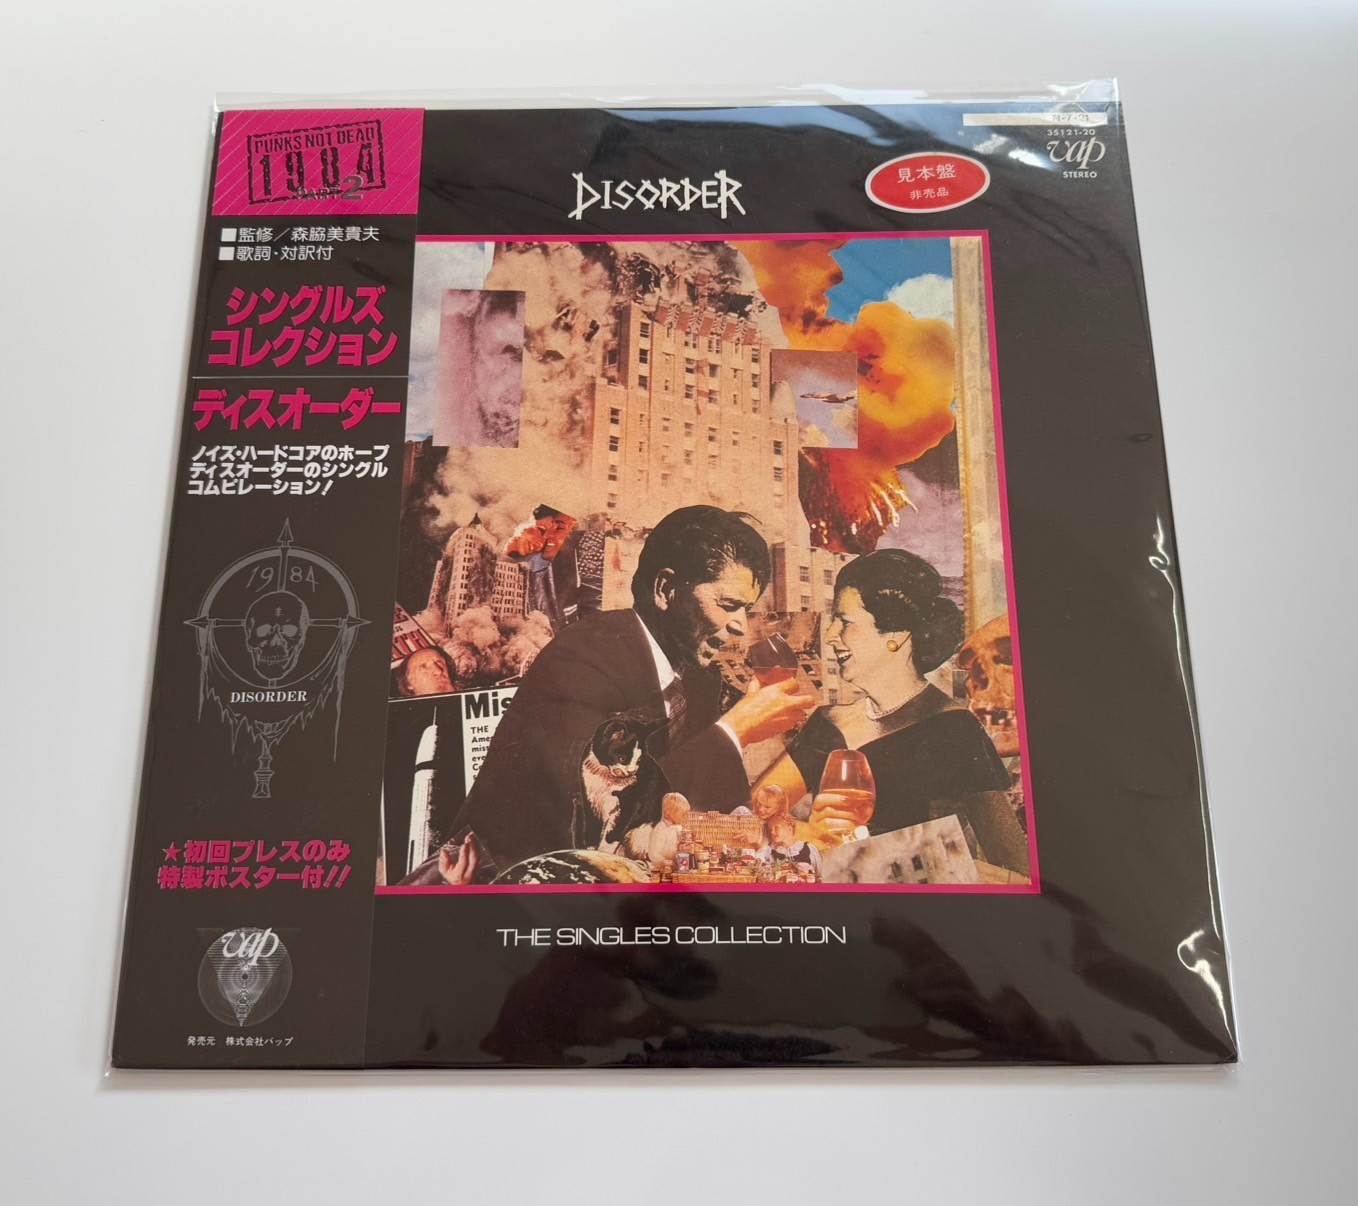 PUNKS NOT DEAD
1984
PART 2
■監修／森脇美貴夫
■歌詞・対訳付
シングルズ
コレクション
ディスオーダー
ノイズ・ハードコアのホープ
ディスオーダーのシングル
コムピレーション!
1984
DISORDER
★初回プレスのみ
特製ポスター付!!
vap
発売元 株式会社バップ
DISORDER
見本盤
非売品
35121-20
vap
STEREO
THE
THE SINGLES COLLECTION